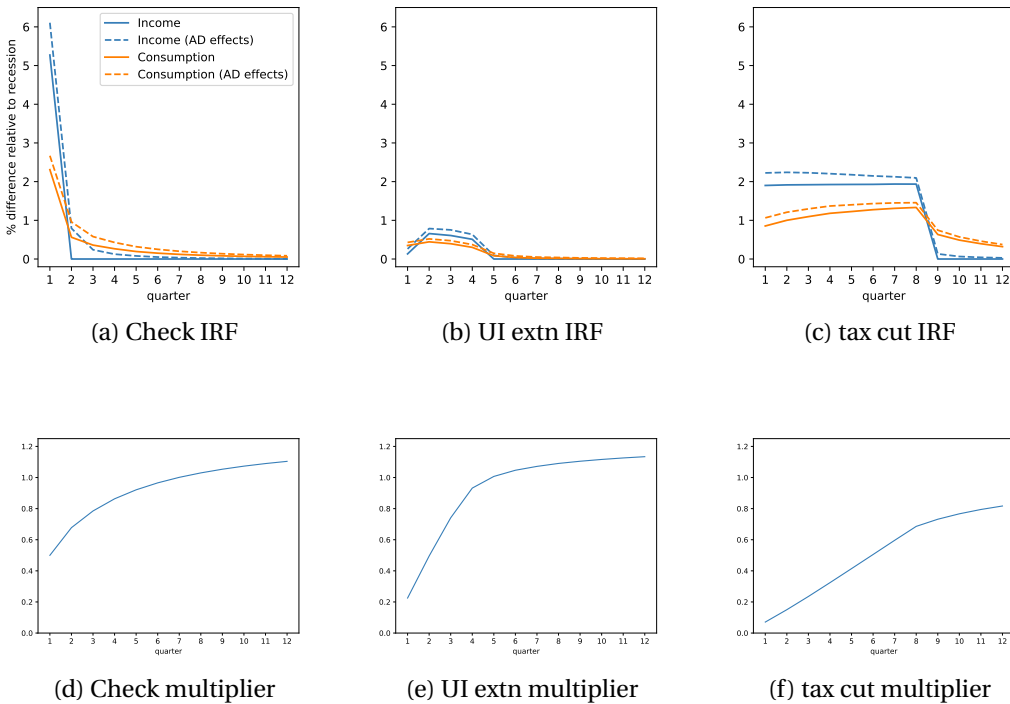 6
5
4
3
2
1
0
% difference relative to recession
Income
Income (AD effects)
Consumption
Consumption (AD effects)
1 2 3 4 5 6 7 8 9 10 11 12
quarter
(a) Check IRF
6
5
4
3
2
1
0
1 2 3 4 5 6 7 8 9 10 11 12
quarter
(b) UI extn IRF
6
5
4
3
2
1
0
1 2 3 4 5 6 7 8 9 10 11 12
quarter
(c) tax cut IRF
1.2
1.0
0.8
0.6
0.4
0.2
0.0
1 2 3 4 5 6 7 8 9 10 11 12
quarter
(d) Check multiplier
1.2
1.0
0.8
0.6
0.4
0.2
0.0
1 2 3 4 5 6 7 8 9 10 11 12
quarter
(e) UI extn multiplier
1.2
1.0
0.8
0.6
0.4
0.2
0.0
1 2 3 4 5 6 7 8 9 10 11 12
quarter
(f) tax cut multiplier